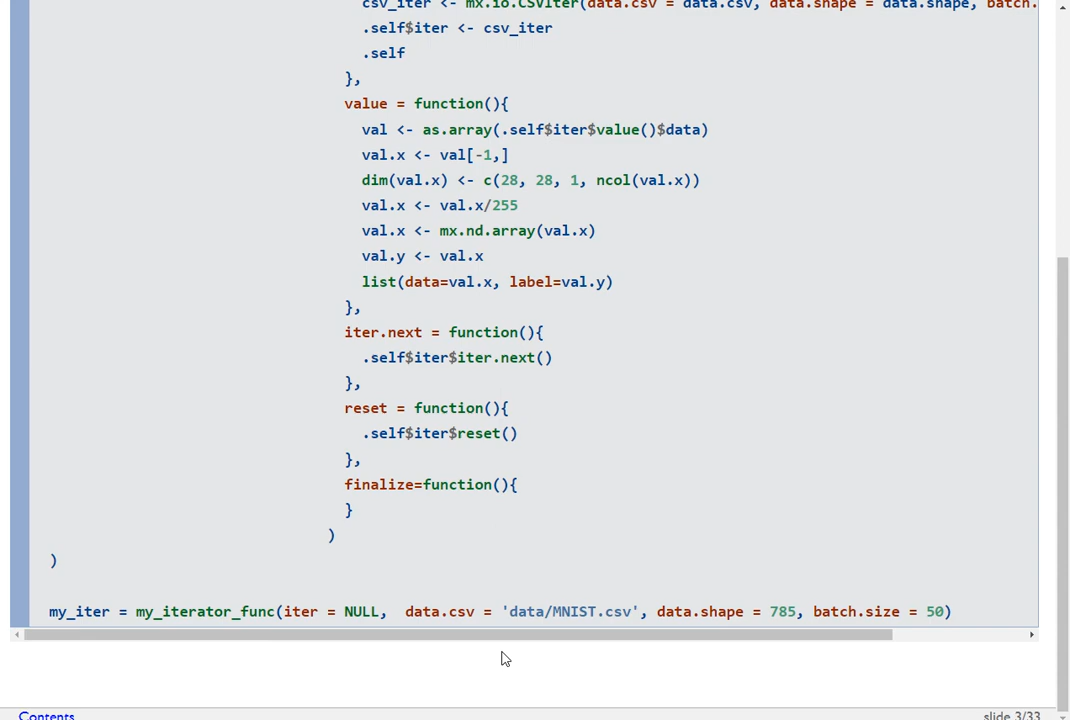 csv_iter <- mx.io.CSVIter(data.csv = data.csv, data.shape = data.shape, batch.
.self$iter <- csv_iter
.self
},
value = function(){
val <- as.array(.self$iter$value()$data)
val.x <- val[-1,]
dim(val.x) <- c(28, 28, 1, ncol(val.x))
val.x <- val.x/255
val.x <- mx.nd.array(val.x)
val.y <- val.x
list(data=val.x, label=val.y)
},
iter.next = function(){
.self$iter$iter.next()
},
reset = function(){
.self$iter$reset()
},
finalize=function(){
}
)
)
my_iter = my_iterator_func(iter = NULL,  data.csv = 'data/MNIST.csv', data.shape = 785, batch.size = 50)
Contents
slide 3/33